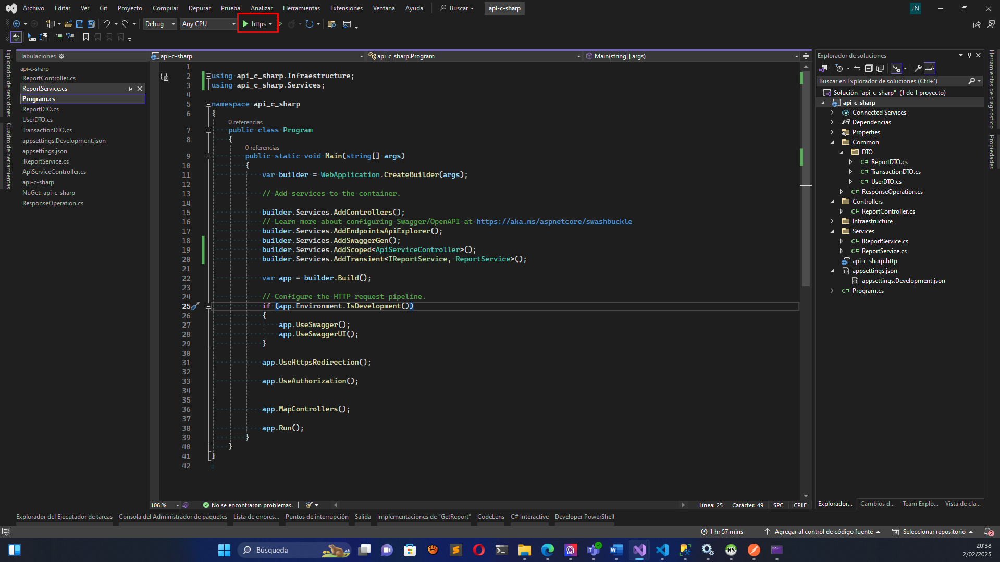 Archivo Editar Ver Git Proyecto Compilar Depurar Prueba Analizar Herramientas Extensiones Ventana Ayuda Buscar api-c-sharp JN
Debug Any CPU https
Explorador de servidores
Cuadro de herramientas
Tabulaciones
api-c-sharp
ReportController.cs
ReportService.cs
Program.cs
ReportDTO.cs
UserDTO.cs
TransactionDTO.cs
appsettings.Development.json
appsettings.json
IReportService.cs
ApiServiceController.cs
api-c-sharp
NuGet: api-c-sharp
ResponseOperation.cs
api-c-sharp api_c_sharp.Program Main(string[] args)
1
2 using api_c_sharp.Infraestructure;
3 using api_c_sharp.Services;
4
5 namespace api_c_sharp
6 {
0 referencias
7 public class Program
8 {
0 referencias
9 public static void Main(string[] args)
10 {
11 var builder = WebApplication.CreateBuilder(args);
12
13 // Add services to the container.
14
15 builder.Services.AddControllers();
16 // Learn more about configuring Swagger/OpenAPI at https://aka.ms/aspnetcore/swashbuckle
17 builder.Services.AddEndpointsApiExplorer();
18 builder.Services.AddSwaggerGen();
19 builder.Services.AddScoped<ApiServiceController>();
20 builder.Services.AddTransient<IReportService, ReportService>();
21
22 var app = builder.Build();
23
24 // Configure the HTTP request pipeline.
25 if (app.Environment.IsDevelopment())
26 {
27 app.UseSwagger();
28 app.UseSwaggerUI();
29 }
30
31 app.UseHttpsRedirection();
32
33 app.UseAuthorization();
34
35
36 app.MapControllers();
37
38 app.Run();
39 }
40 }
41 }
42
106 % No se encontraron problemas. Línea: 25 Carácter: 49 SPC CRLF
Explorador de soluciones
Buscar en Explorador de soluciones (Ctrl+´)
Solución "api-c-sharp" (1 de 1 proyecto)
api-c-sharp
Connected Services
Dependencias
Properties
Common
DTO
C# ReportDTO.cs
C# TransactionDTO.cs
C# UserDTO.cs
C# ResponseOperation.cs
Controllers
C# ReportController.cs
Infraestructure
Services
C# IReportService.cs
C# ReportService.cs
api-c-sharp.http
appsettings.json
appsettings.Development.json
C# Program.cs
Explorador... Cambios d... Team Explo... Vista de cla...
Herramientas de diagnóstico
Propiedades
Explorador del Ejecutador de tareas Consola del Administrador de paquetes Lista de errores... Puntos de interrupción Salida Implementaciones de "GetReport" CodeLens C# Interactive Developer PowerShell
1 hr 57 mins Agregar al control de código fuente Seleccionar repositorio 2
Búsqueda
HS
20:38
2/02/2025